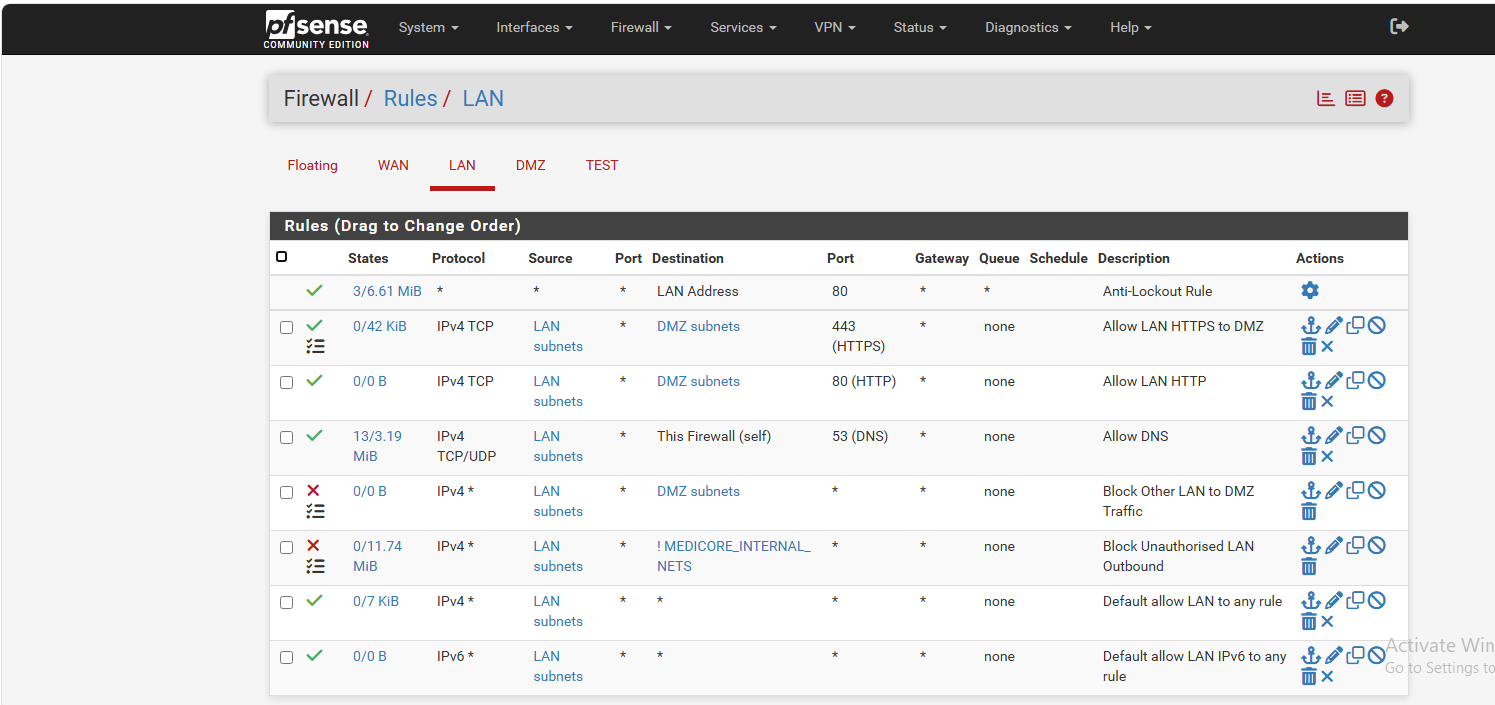 pfsense
COMMUNITY EDITION
System Interfaces Firewall Services VPN Status Diagnostics Help
Firewall / Rules / LAN
Floating WAN LAN DMZ TEST
Rules (Drag to Change Order)
States Protocol Source Port Destination Port Gateway Queue Schedule Description Actions
3/6.61 MiB * * * LAN Address 80 * * Anti-Lockout Rule
0/42 KiB IPv4 TCP LAN * DMZ subnets 443 * none Allow LAN HTTPS to DMZ
subnets (HTTPS)
0/0 B IPv4 TCP LAN * DMZ subnets 80 (HTTP) * none Allow LAN HTTP
subnets
13/3.19 IPv4 LAN * This Firewall (self) 53 (DNS) * none Allow DNS
MiB TCP/UDP subnets
0/0 B IPv4 * LAN * DMZ subnets * * none Block Other LAN to DMZ
subnets Traffic
0/11.74 IPv4 * LAN * ! MEDICORE_INTERNAL_ * * none Block Unauthorised LAN
MiB subnets NETS Outbound
0/7 KiB IPv4 * LAN * * * * none Default allow LAN to any rule
subnets
0/0 B IPv6 * LAN * * * * none Default allow LAN IPv6 to any
subnets rule
Activate Win
Go to Settings to